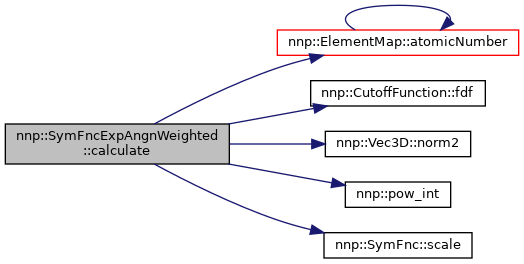 nnp::SymFncExpAngnWeighted
::calculate
nnp::ElementMap::atomicNumber
nnp::CutoffFunction::fdf
nnp::Vec3D::norm2
nnp::pow_int
nnp::SymFnc::scale